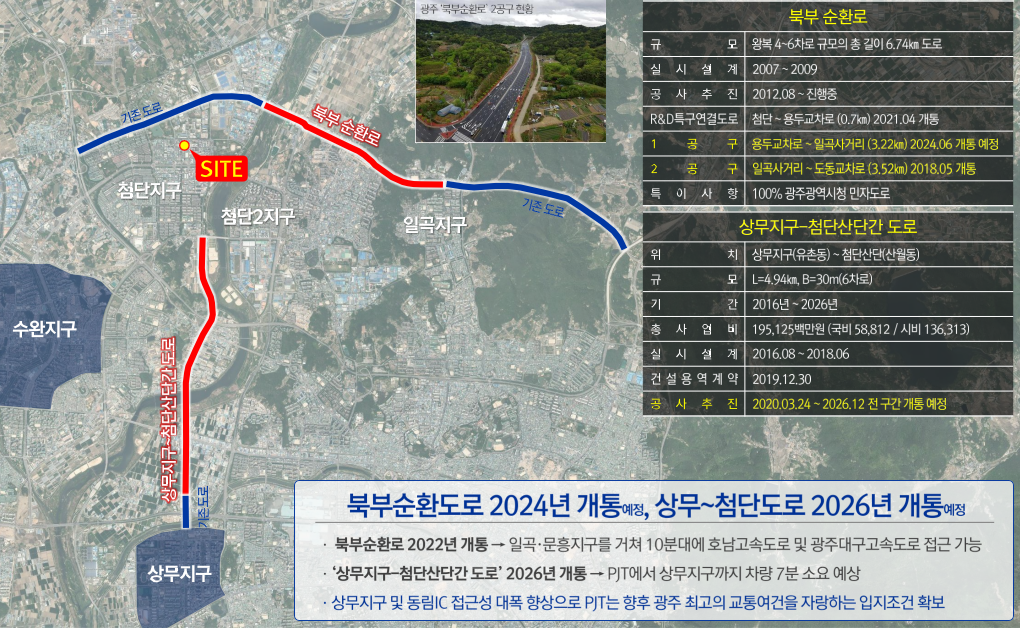 광주 '북부순환로' 2공구 현황
기존 도로
북부 순환로
SITE
첨단지구
첨단2지구
일곡지구
기존 도로
수완지구
상무지구~첨단산단간도로
기존 도로
상무지구
북부 순환로
규 모 왕복 4~6차로 규모의 총 길이 6.74km 도로
실 시 설 계 2007 ~ 2009
공 사 추 진 2012.08 ~ 진행중
R&D특구연결도로 첨단 ~ 용두교차로 (0.7km) 2021.04 개통
1 공 구 용두교차로 ~ 일곡사거리 (3.22km) 2024.06 개통 예정
2 공 구 일곡사거리 ~ 도동교차로 (3.52km) 2018.05 개통
특 이 사 항 100% 광주광역시청 민자도로
상무지구-첨단산단간 도로
위 치 상무지구(유촌동) ~ 첨단산단(산월동)
규 모 L=4.94km, B=30m(6차로)
기 간 2016년 ~ 2026년
총 사 업 비 195,125백만원 (국비 58,812 / 시비 136,313)
실 시 설 계 2016.08 ~ 2018.06
건 설 용 역 계 약 2019.12.30
공 사 추 진 2020.03.24 ~ 2026.12 전 구간 개통 예정
북부순환도로 2024년 개통예정, 상무~첨단도로 2026년 개통예정
· 북부순환로 2022년 개통 → 일곡·문흥지구를 거쳐 10분대에 호남고속도로 및 광주대구고속도로 접근 가능
· '상무지구-첨단산단간 도로' 2026년 개통 → PJT에서 상무지구까지 차량 7분 소요 예상
· 상무지구 및 동림IC 접근성 대폭 향상으로 PJT는 향후 광주 최고의 교통여건을 자랑하는 입지조건 확보